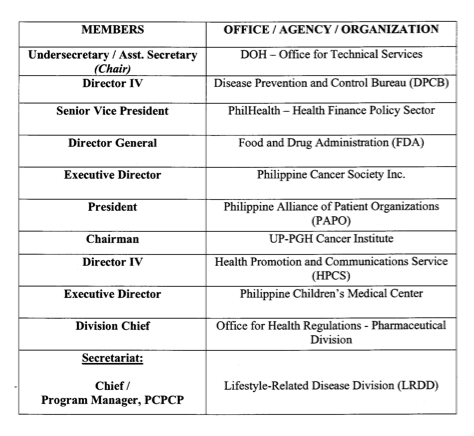 MEMBERS OFFICE / AGENCY / ORGANIZATION
Undersecretary / Asst. Secretary DOH – Office for Technical Services
(Chair)
Director IV Disease Prevention and Control Bureau (DPCB)
Senior Vice President PhilHealth – Health Finance Policy Sector
Director General Food and Drug Administration (FDA)
Executive Director Philippine Cancer Society Inc.
President Philippine Alliance of Patient Organizations
(PAPO)
Chairman UP-PGH Cancer Institute
Director IV Health Promotion and Communications Service
(HPCS)
Executive Director Philippine Children's Medical Center
Division Chief Office for Health Regulations - Pharmaceutical
Division
Secretariat:
Chief /
Program Manager, PCPCP Lifestyle-Related Disease Division (LRDD)